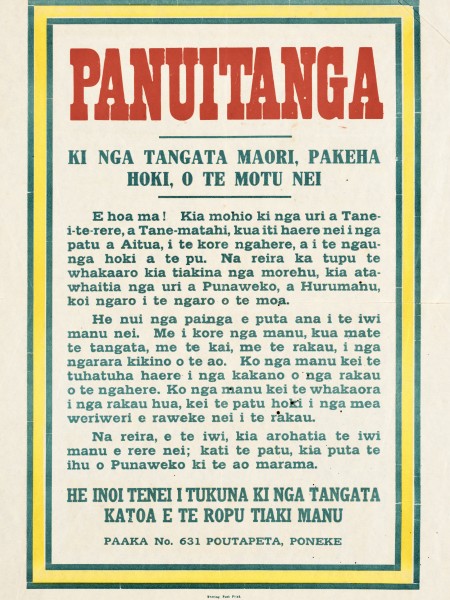 PANUITANGA
KI NGA TANGATA MAORI, PAKEHA
HOKI, O TE MOTU NEI
E hoa ma! Kia mohio ki nga uri a Tane-
i-te-rere, a Tane-matahi, kua iti haere nei i nga
patu a Aitua, i te kore ngahere, a i te ngau-
nga hoki a te pu. Na reira ka tupu te
whakaaro kia tiakina nga morehu, kia ata-
whaitia nga uri a Punaweko, a Hurumanu,
koi ngaro i te ngaro o te moa.
He nui nga painga e puta ana i te iwi
manu nei. Me i kore nga manu, kua mate
te tangata, me te kai, me te rakau, i nga
ngarara kikino o te ao. Ko nga manu kei te
tuhatuha haere i nga kakano o nga rakau
o te ngahere. Ko nga manu kei te whakaora
i nga rakau hua, kei te patu hoki i nga mea
weriweri e raweke nei i te rakau.
Na reira, e te iwi, kia arohatia te iwi
manu e rere nei; kati te patu, kia puta te
ihu o Punaweko ki te ao marama.
HE INOI TENEI I TUKUNA KI NGA TANGATA
KATOA E TE ROPU TIAKI MANU
PAAKA No. 631 POUTAPETA, PONEKE